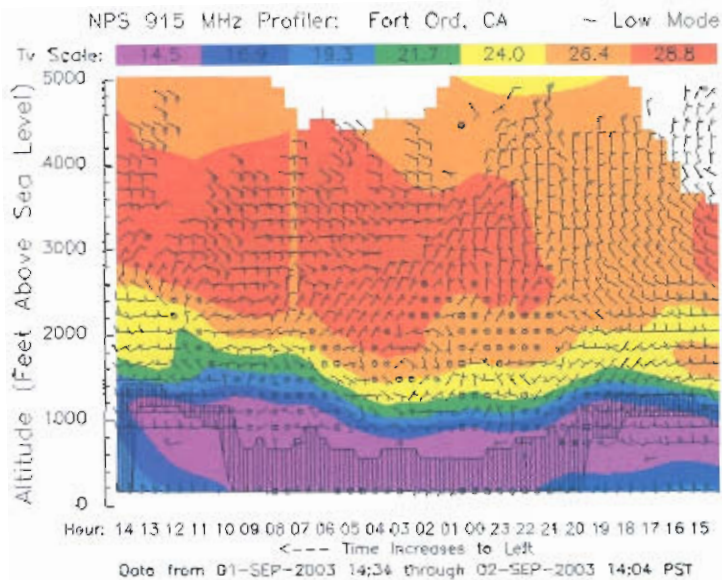 NPS 915 MHz Profiler: Fort Ord, CA ~ Low Mode
Tv Scale: 14.5 16.9 19.3 21.7 24.0 26.4 28.8
Altitude (Feet Above Sea Level)
5000
4000
3000
2000
1000
0
Hour: 14 13 12 11 10 09 08 07 06 05 04 03 02 01 00 23 22 21 20 19 18 17 16 15
<--- Time Increases to Left
Data from 01-SEP-2003 14:34 through 02-SEP-2003 14:04 PST